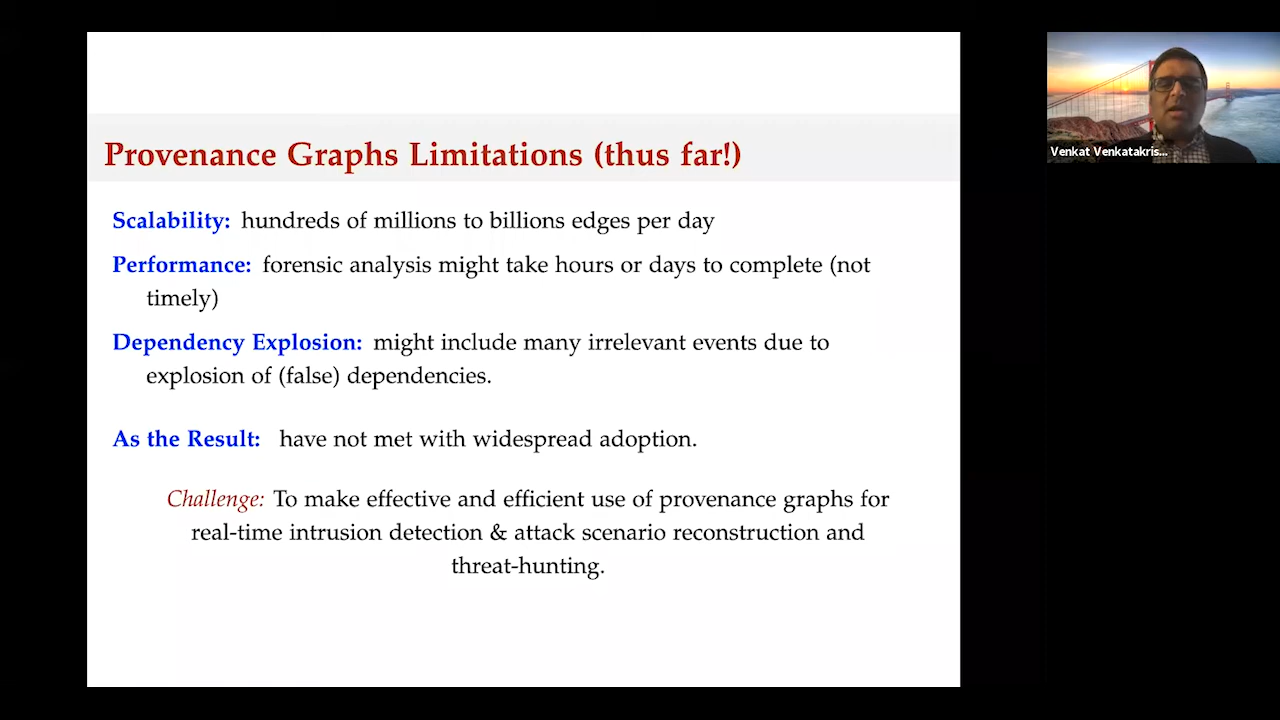 Provenance Graphs Limitations (thus far!)
Scalability: hundreds of millions to billions edges per day
Performance: forensic analysis might take hours or days to complete (not
timely)
Dependency Explosion: might include many irrelevant events due to
explosion of (false) dependencies.
As the Result: have not met with widespread adoption.
Challenge: To make effective and efficient use of provenance graphs for
real-time intrusion detection & attack scenario reconstruction and
threat-hunting.
Venkat Venkatakris...